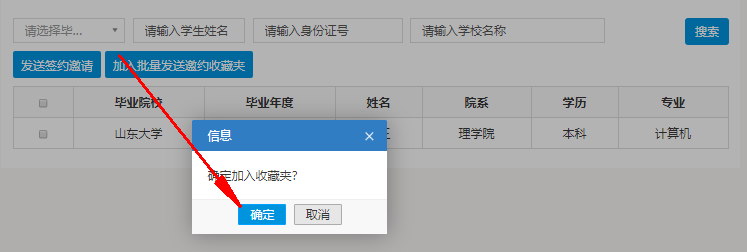 选择毕... 请输入学生姓名 请输入身份证号 请输入学校名称 搜索
发送签约邀请 加入批量发送邀约收藏夹
毕业院校 毕业年度 姓名 院系 学历 专业
山东大学 理学院 本科 计算机
信息 ×
确定加入收藏夹？
确定 取消